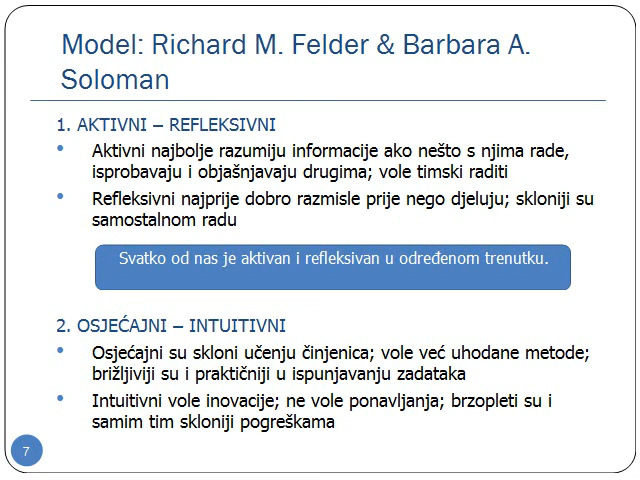 Model: Richard M. Felder & Barbara A.
Soloman
1. AKTIVNI – REFLEKSIVNI
• Aktivni najbolje razumiju informacije ako nešto s njima rade,
isprobavaju i objašnjavaju drugima; vole timski raditi
• Refleksivni najprije dobro razmisle prije nego djeluju; skloniji su
samostalnom radu
Svatko od nas je aktivan i refleksivan u određenom trenutku.
2. OSJEĆAJNI – INTUITIVNI
• Osjećajni su skloni učenju činjenica; vole već uhodane metode;
brižljiviji su i praktičniji u ispunjavanju zadataka
• Intuitivni vole inovacije; ne vole ponavljanja; brzopleti su i
samim tim skloniji pogreškama
7